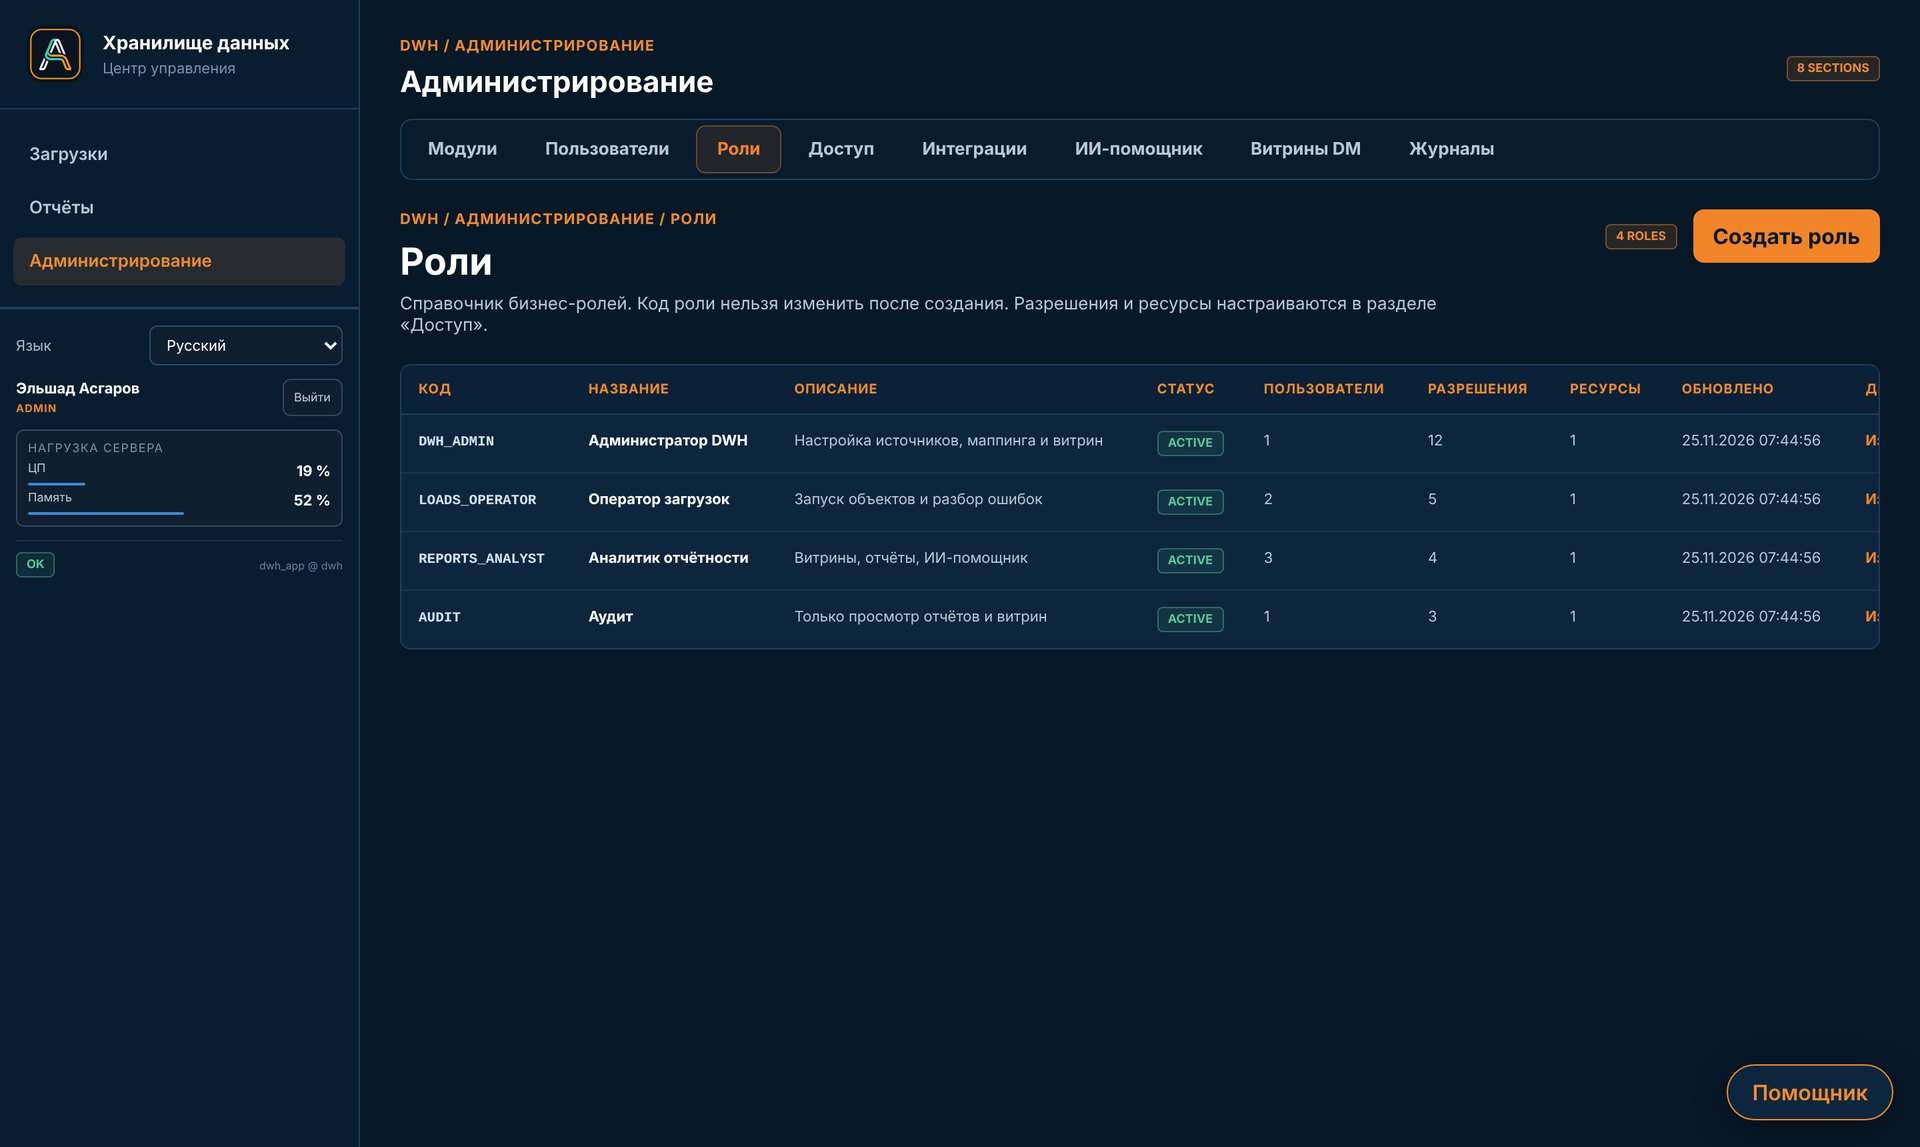 Хранилище данных
Центр управления
Загрузки
Отчёты
Администрирование
Язык
Русский
Эльшад Асгаров
ADMIN
Выйти
НАГРУЗКА СЕРВЕРА
ЦП
19 %
Память
52 %
OK
dwh_app @ dwh
DWH / АДМИНИСТРИРОВАНИЕ
Администрирование
8 SECTIONS
Модули Пользователи Роли Доступ Интеграции ИИ-помощник Витрины DM Журналы
DWH / АДМИНИСТРИРОВАНИЕ / РОЛИ
Роли
4 ROLES
Создать роль
Справочник бизнес-ролей. Код роли нельзя изменить после создания. Разрешения и ресурсы настраиваются в разделе
«Доступ».
КОД НАЗВАНИЕ ОПИСАНИЕ СТАТУС ПОЛЬЗОВАТЕЛИ РАЗРЕШЕНИЯ РЕСУРСЫ ОБНОВЛЕНО
DWH_ADMIN Администратор DWH Настройка источников, маппинга и витрин ACTIVE 1 12 1 25.11.2026 07:44:56
LOADS_OPERATOR Оператор загрузок Запуск объектов и разбор ошибок ACTIVE 2 5 1 25.11.2026 07:44:56
REPORTS_ANALYST Аналитик отчётности Витрины, отчёты, ИИ-помощник ACTIVE 3 4 1 25.11.2026 07:44:56
AUDIT Аудит Только просмотр отчётов и витрин ACTIVE 1 3 1 25.11.2026 07:44:56
Помощник